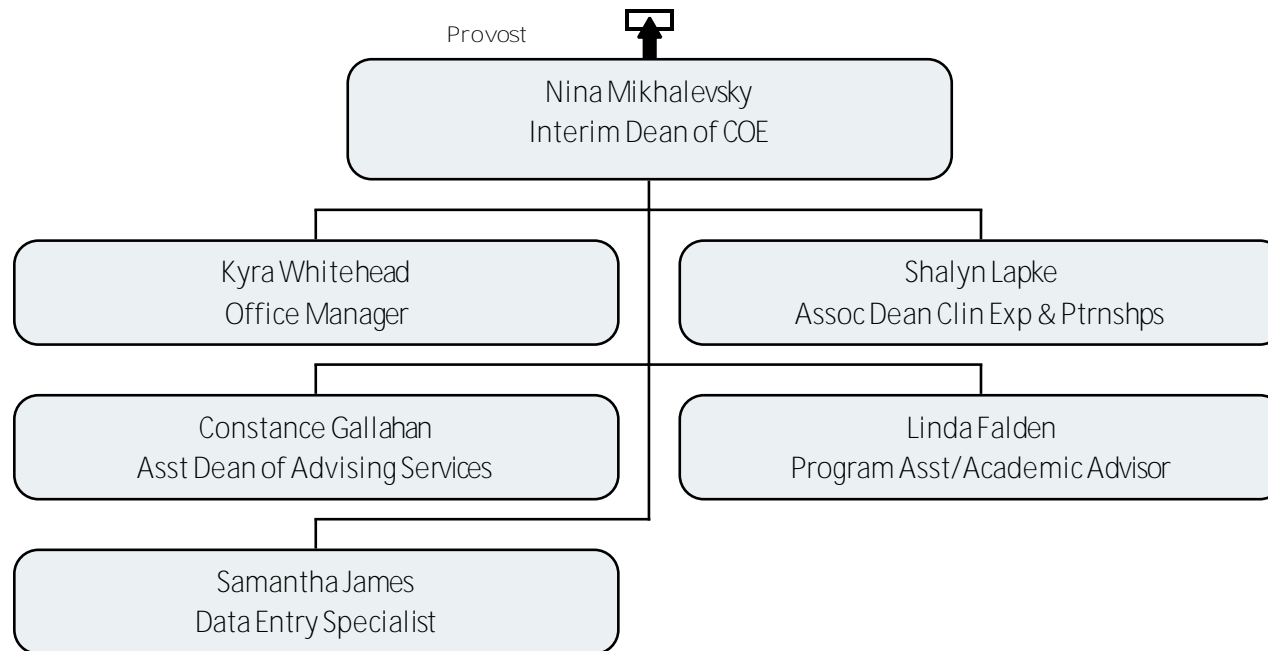 Provost
Nina Mikhalevsky
Interim Dean of COE
Kyra Whitehead
Office Manager
Shalyn Lapke
Assoc Dean Clin Exp & Ptrnshps
Constance Gallahan
Asst Dean of Advising Services
Linda Falden
Program Asst/Academic Advisor
Samantha James
Data Entry Specialist